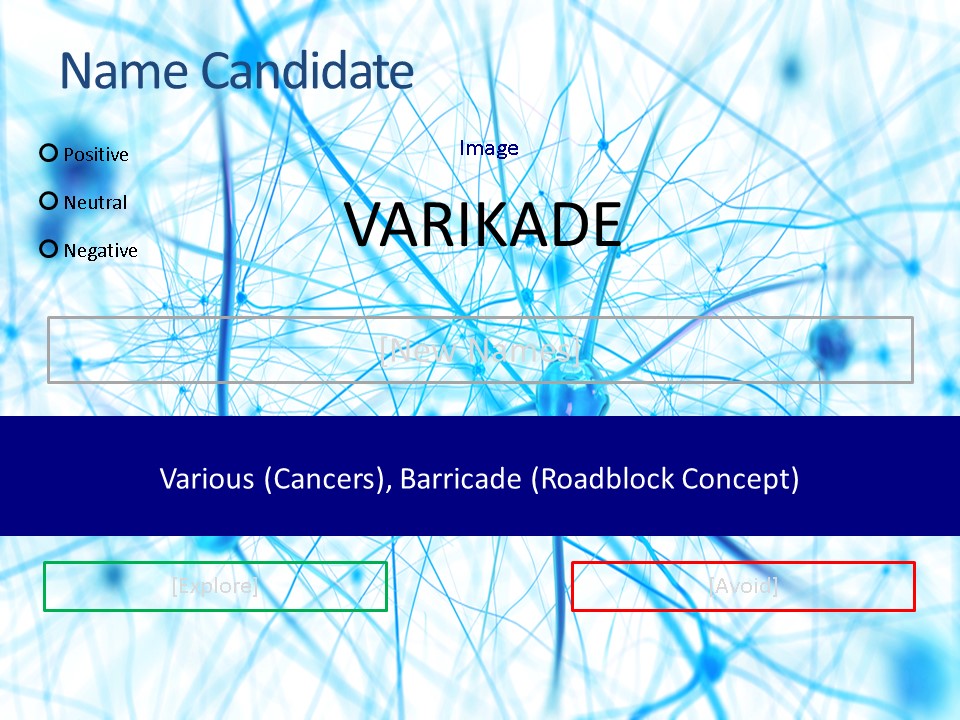 Name Candidate
Positive
Neutral
Negative
Image
VARIKADE
[New Names]
Various (Cancers), Barricade (Roadblock Concept)
[Explore]
[Avoid]